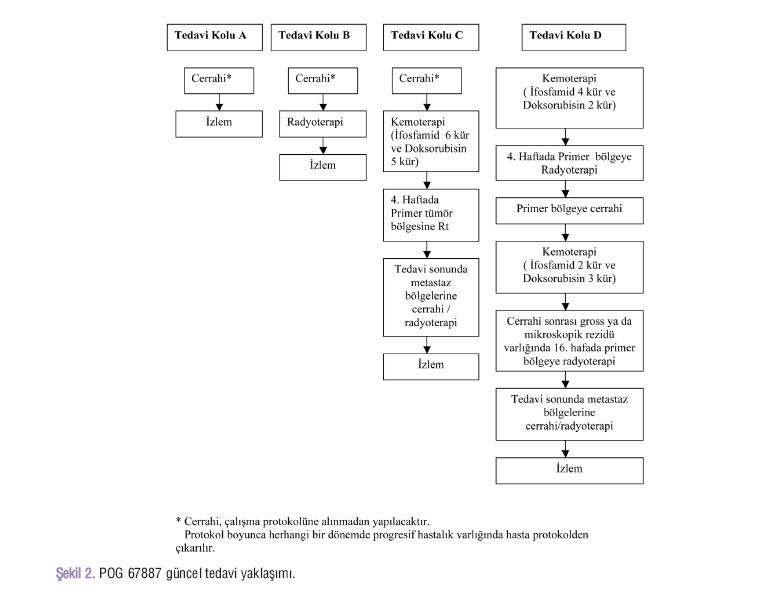 Tedavi Kolu A
Tedavi Kolu B
Tedavi Kolu C
Tedavi Kolu D
Cerrahi*
İzlem
Cerrahi*
Radyoterapi
İzlem
Cerrahi*
Kemoterapi
(İfosfamid 6 kür
ve Doksorubisin
5 kür)
4. Haftada
Primer tümör
bölgesine Rt
Tedavi sonunda
metastaz
bölgelerine
cerrahi /
radyoterapi
İzlem
Kemoterapi
( İfosfamid 4 kür ve
Doksorubisin 2 kür)
4. Haftada Primer bölgeye
Radyoterapi
Primer bölgeye cerrahi
Kemoterapi
( İfosfamid 2 kür ve
Doksorubisin 3 kür)
Cerrahi sonrası gross ya da
mikroskopik rezidü
varlığında 16. hafada primer
bölgeye radyoterapi
Tedavi sonunda metastaz
bölgelerine
cerrahi/radyoterapi
İzlem
* Cerrahi, çalışma protokolüne alınmadan yapılacaktır.
Protokol boyunca herhangi bir dönemde progresif hastalık varlığında hasta protokolden
çıkarılır.
Şekil 2. POG 67887 güncel tedavi yaklaşımı.